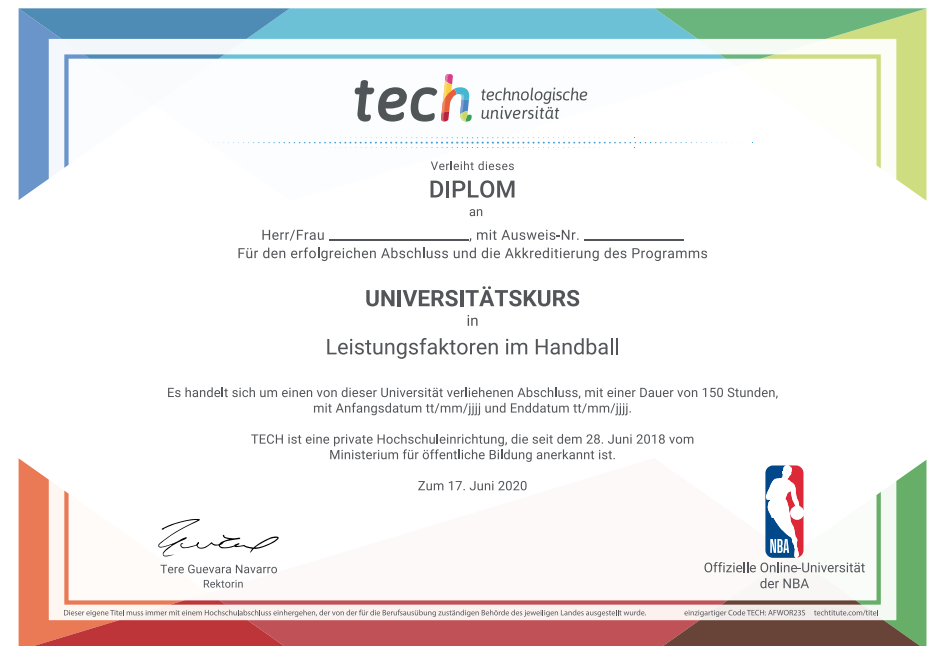 tech technologische
universität
Verleiht dieses
DIPLOM
an
Herr/Frau ____________, mit Ausweis-Nr. ____________
Für den erfolgreichen Abschluss und die Akkreditierung des Programms
UNIVERSITÄTSKURS
in
Leistungsfaktoren im Handball
Es handelt sich um einen von dieser Universität verliehenen Abschluss, mit einer Dauer von 150 Stunden,
mit Anfangsdatum tt/mm/jjjj und Enddatum tt/mm/jjjj.
TECH ist eine private Hochschuleinrichtung, die seit dem 28. Juni 2018 vom
Ministerium für öffentliche Bildung anerkannt ist.
Zum 17. Juni 2020
Tere Guevara Navarro
Rektorin
NBA
Offizielle Online-Universität
der NBA
Dieser eigene Titel muss immer mit einem Hochschulabschluss einhergehen, der von der für die Berufsausübung zuständigen Behörde des jeweiligen Landes ausgestellt wurde. einzigartiger Code TECH: AFWOR235 techtitute.com/titel